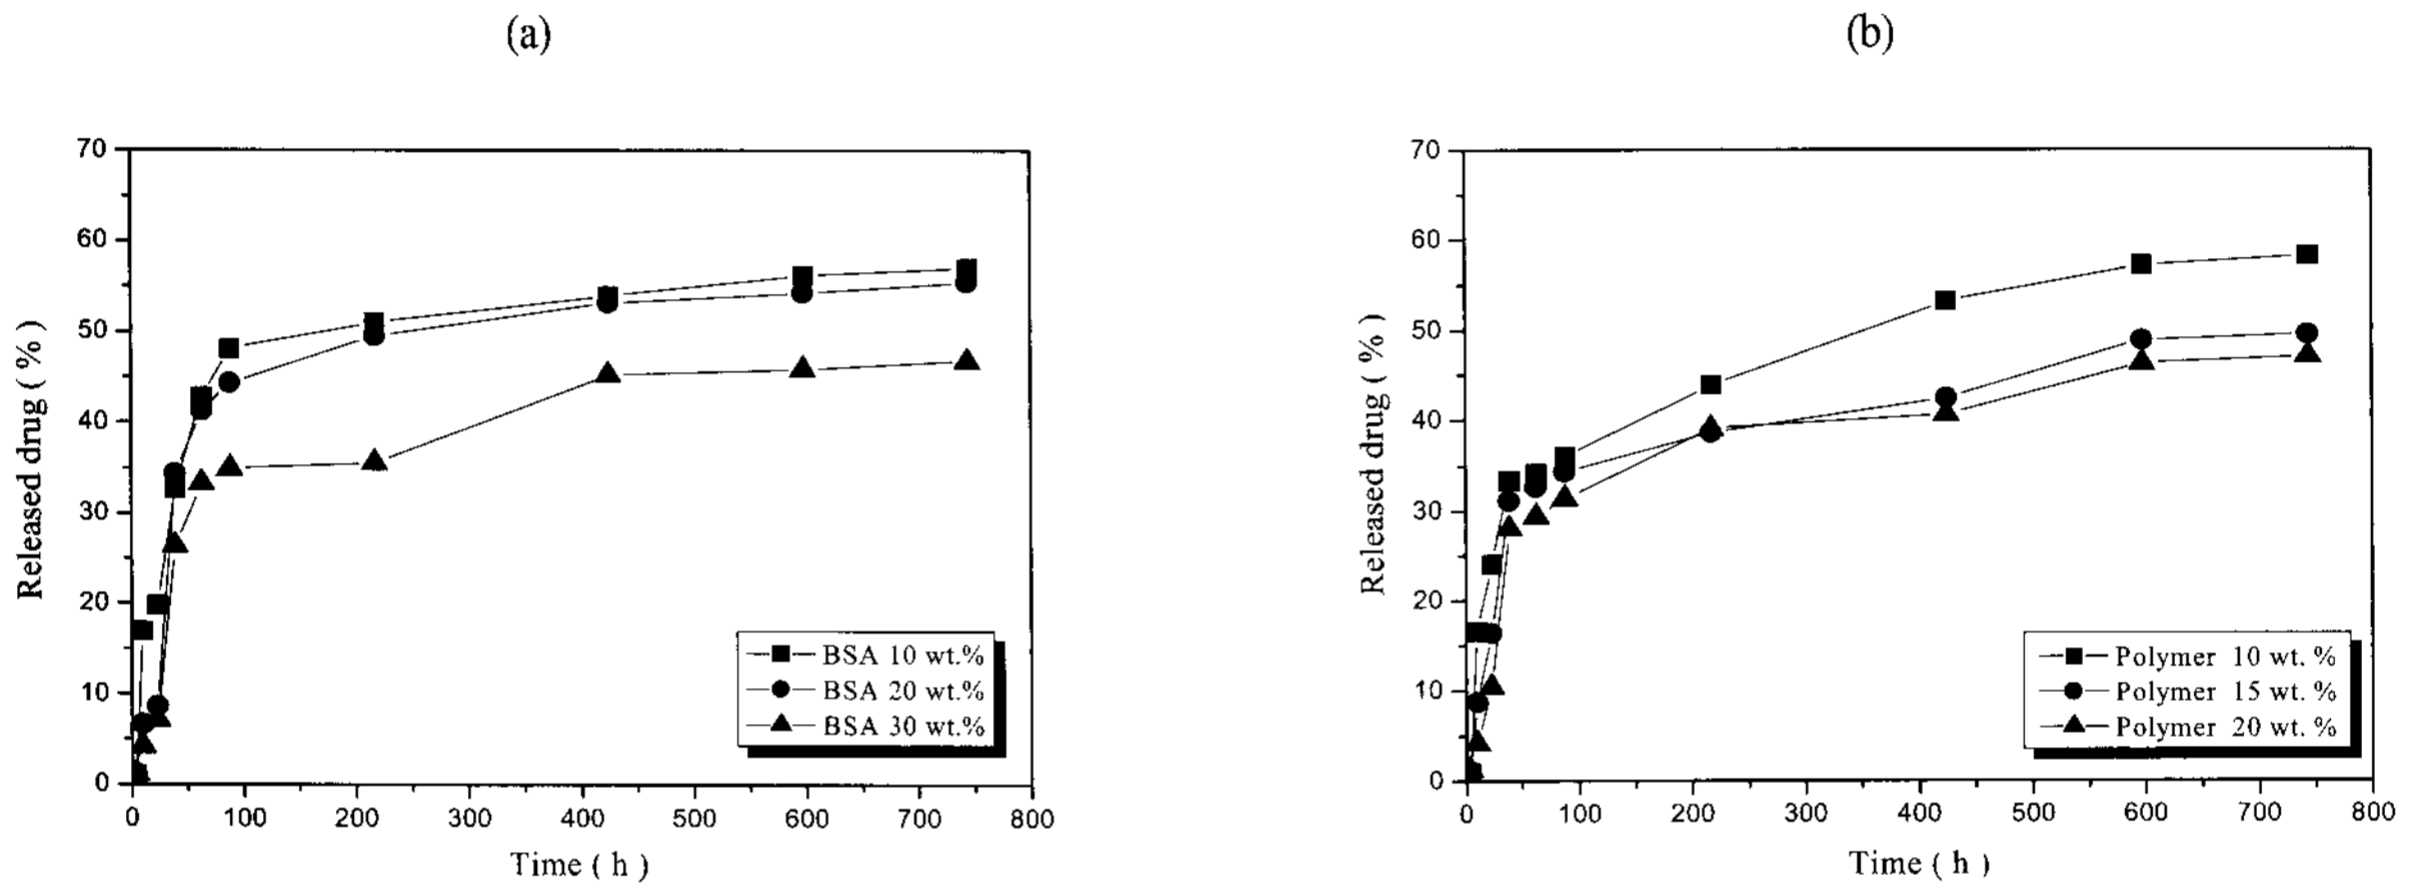 (a)
(b)
70
60
50
40
30
20
10
0
Released drug ( % )
0 100 200 300 400 500 600 700 800
Time ( h )
BSA 10 wt.%
BSA 20 wt.%
BSA 30 wt.%
70
60
50
40
30
20
10
0
Released drug ( % )
0 100 200 300 400 500 600 700 800
Time ( h )
Polymer 10 wt. %
Polymer 15 wt. %
Polymer 20 wt. %